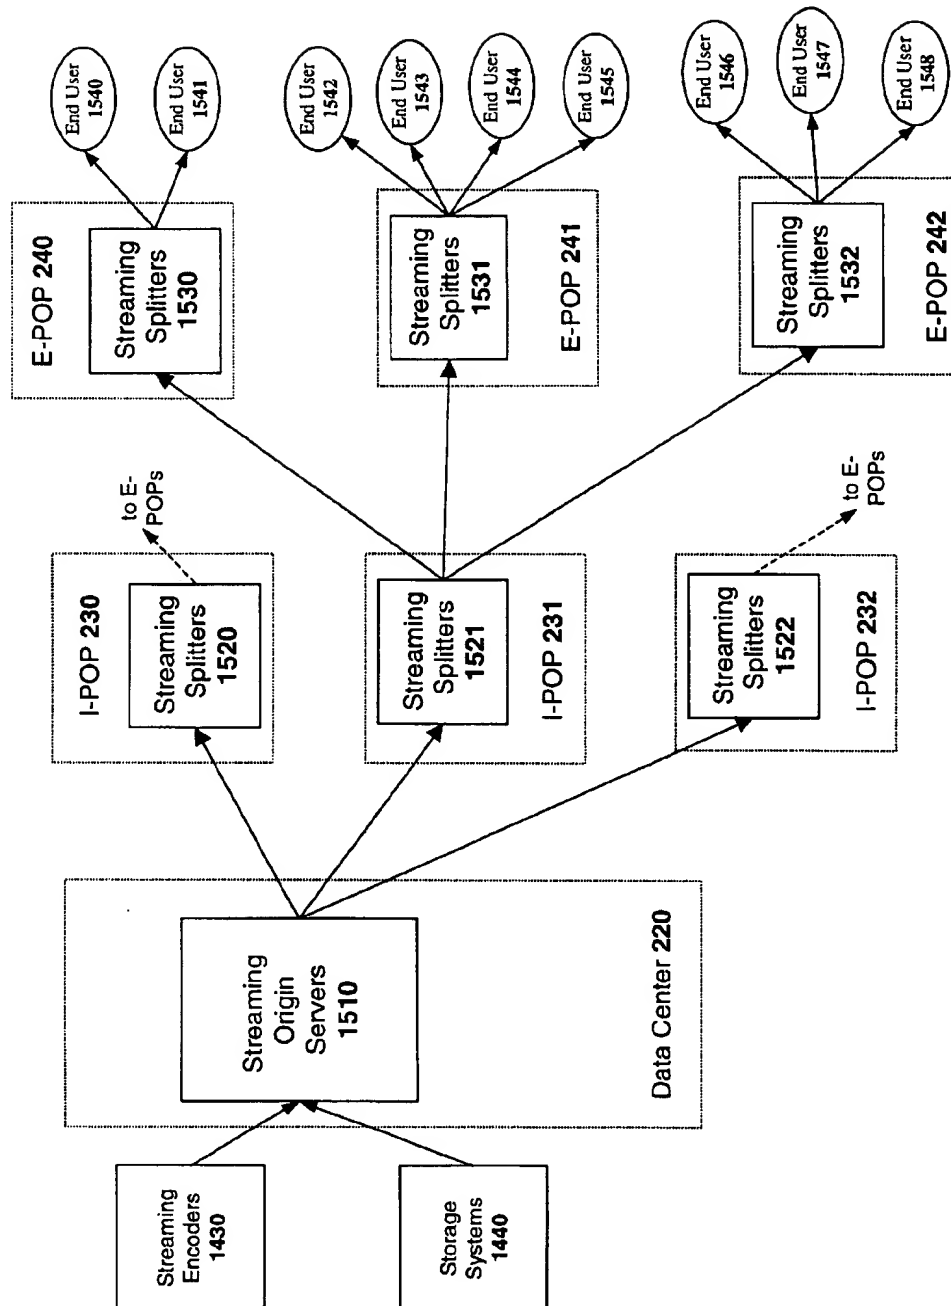 Streaming
Encoders
1430
Storage
Systems
1440
Streaming
Origin
Servers
1510
Data Center 220
I-POP 230
Streaming
Splitters
1520
to E-
POPs
Streaming
Splitters
1521
I-POP 231
Streaming
Splitters
1522
I-POP 232
to E-
POPs
E-POP 240
Streaming
Splitters
1530
Streaming
Splitters
1531
E-POP 241
Streaming
Splitters
1532
E-POP 242
End User
1540
End User
1541
End User
1542
End User
1543
End User
1544
End User
1545
End User
1546
End User
1547
End User
1548